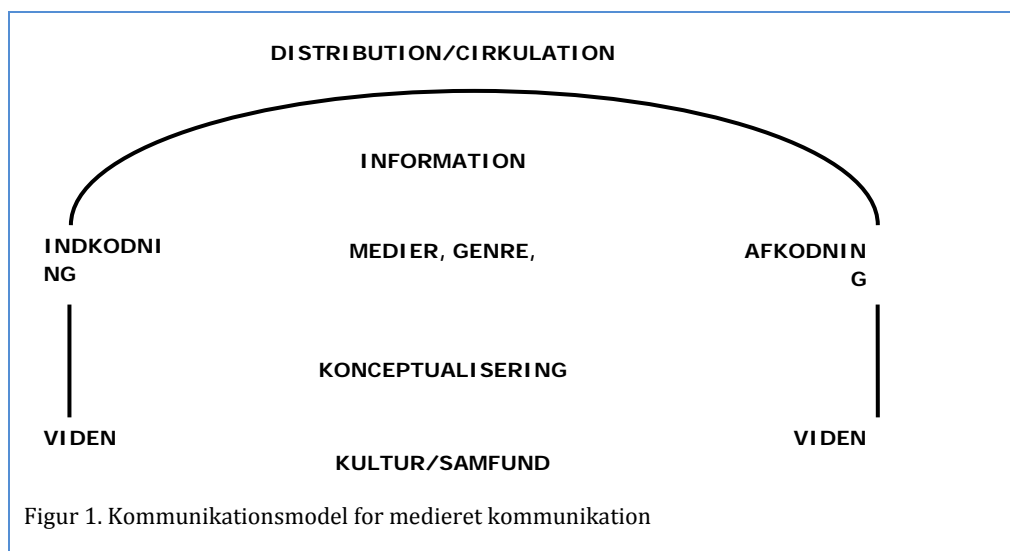 DISTRIBUTION/CIRKULATION
INFORMATION
INDKODNI
NG
MEDIER, GENRE,
AFKODNIN
G
KONCEPTUALISERING
VIDEN
VIDEN
KULTUR/SAMFUND
Figur 1. Kommunikationsmodel for medieret kommunikation